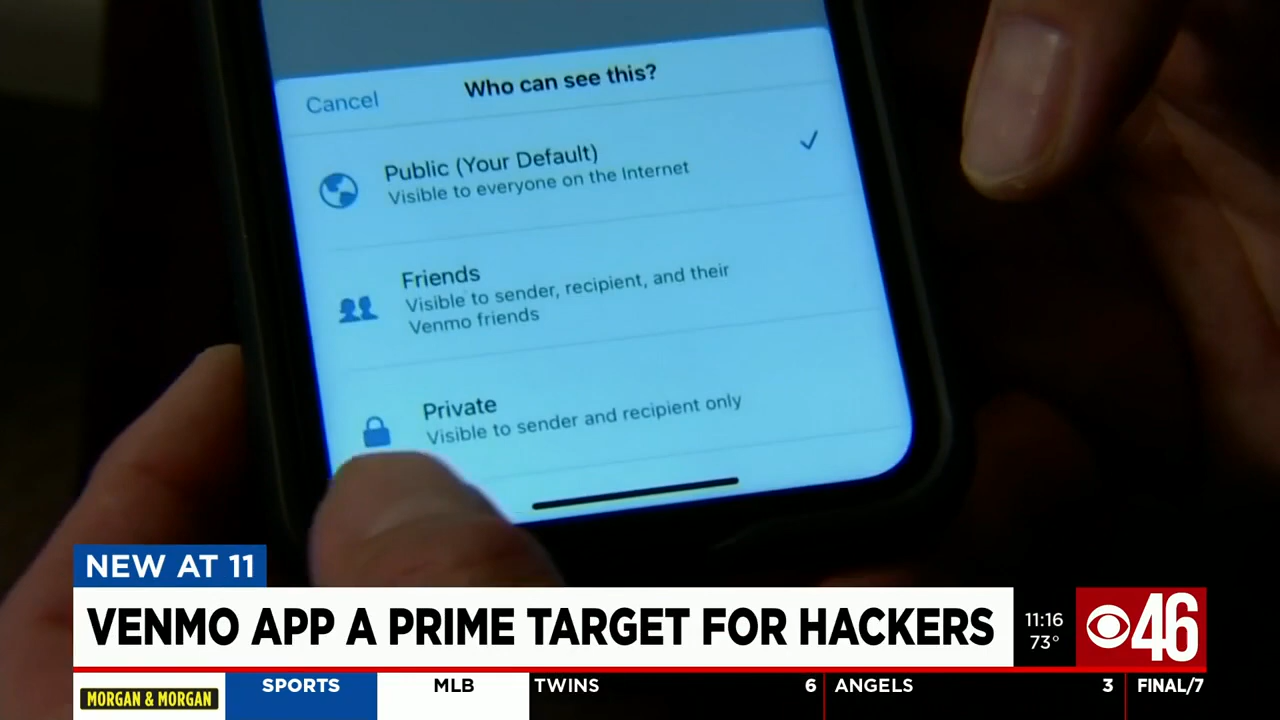 Cancel
Who can see this?
Public (Your Default)
Visible to everyone on the Internet
Friends
Visible to sender, recipient, and their
Venmo friends
Private
Visible to sender and recipient only
NEW AT 11
VENMO APP A PRIME TARGET FOR HACKERS
11:16
73°
46
MORGAN & MORGAN
SPORTS
MLB
TWINS 6
ANGELS 3
FINAL/7